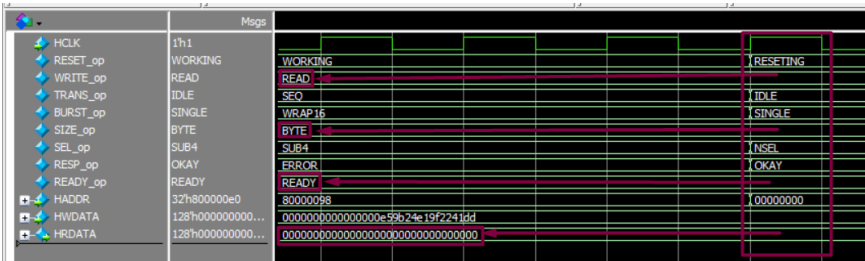 Msgs
HCLK 1'h1
RESET_op WORKING WORKING RESETING
WRITE_op READ READ
TRANS_op IDLE SEQ IDLE
BURST_op SINGLE WRAP16 SINGLE
SIZE_op BYTE BYTE
SEL_op SUB4 SUB4 NSEL
RESP_op OKAY ERROR OKAY
READY_op READY READY
HADDR 32'h800000e0 80000098 00000000
HWDATA 128'h000000000... 0000000000000000e59b24e19f2241dd
HRDATA 128'h000000000... 00000000000000000000000000000000